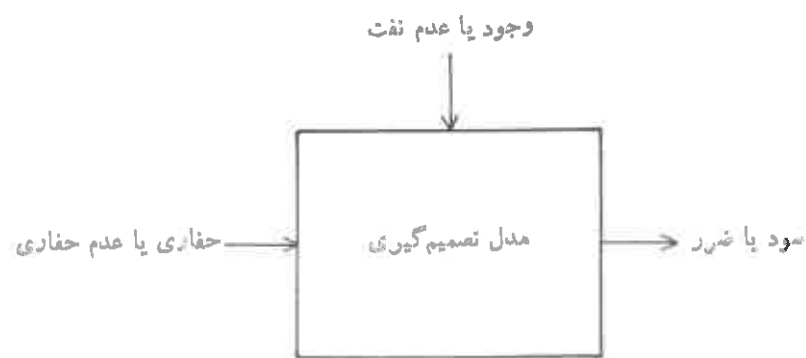 وجود یا عدم نفت
حفاری یا عدم حفاری
مدل تصمیم‌گیری
سود یا ضرر